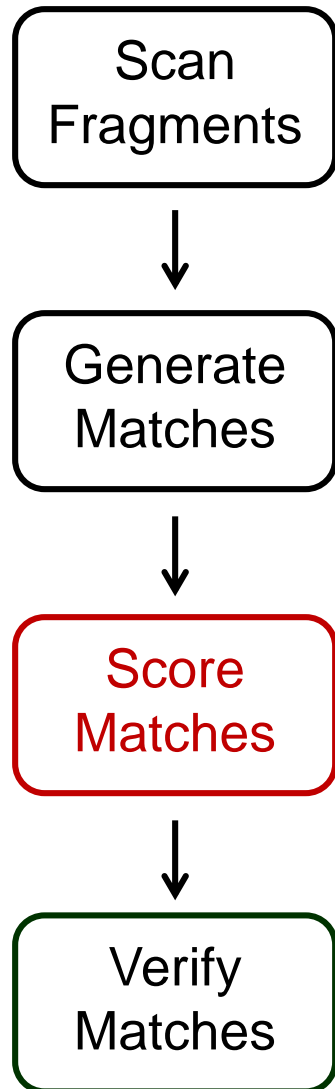 Scan
Fragments
Generate
Matches
Score
Matches
Verify
Matches